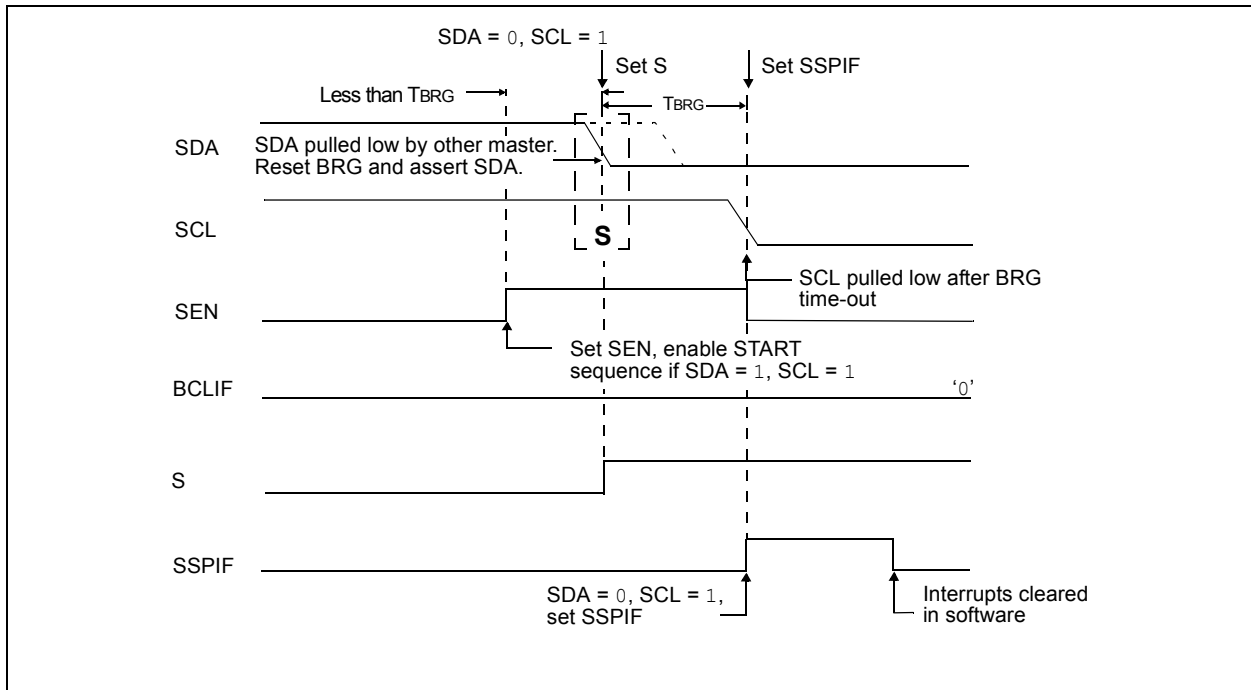 SDA = 0, SCL = 1
Set S
Set SSPIF
Less than TBRG
TBRG
SDA
SDA pulled low by other master.
Reset BRG and assert SDA.
SCL
S
SCL pulled low after BRG
time-out
SEN
Set SEN, enable START
sequence if SDA = 1, SCL = 1
BCLIF
‘0’
S
SSPIF
SDA = 0, SCL = 1,
set SSPIF
Interrupts cleared
in software